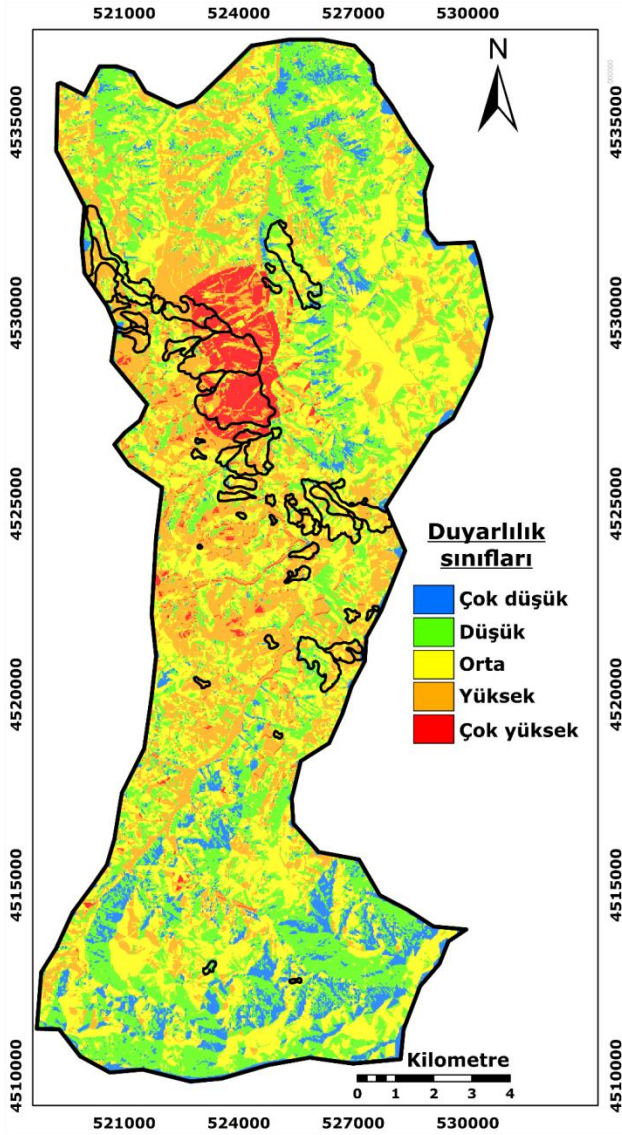 521000 524000 527000 530000
N
4535000 4535000
4530000 4530000
4525000 4525000
Duyarlılık
sınıfları
Çok düşük
Düşük
Orta
Yüksek
Çok yüksek
4520000 4520000
4515000 4515000
4510000 4510000
Kilometre
0 1 2 3 4
521000 524000 527000 530000